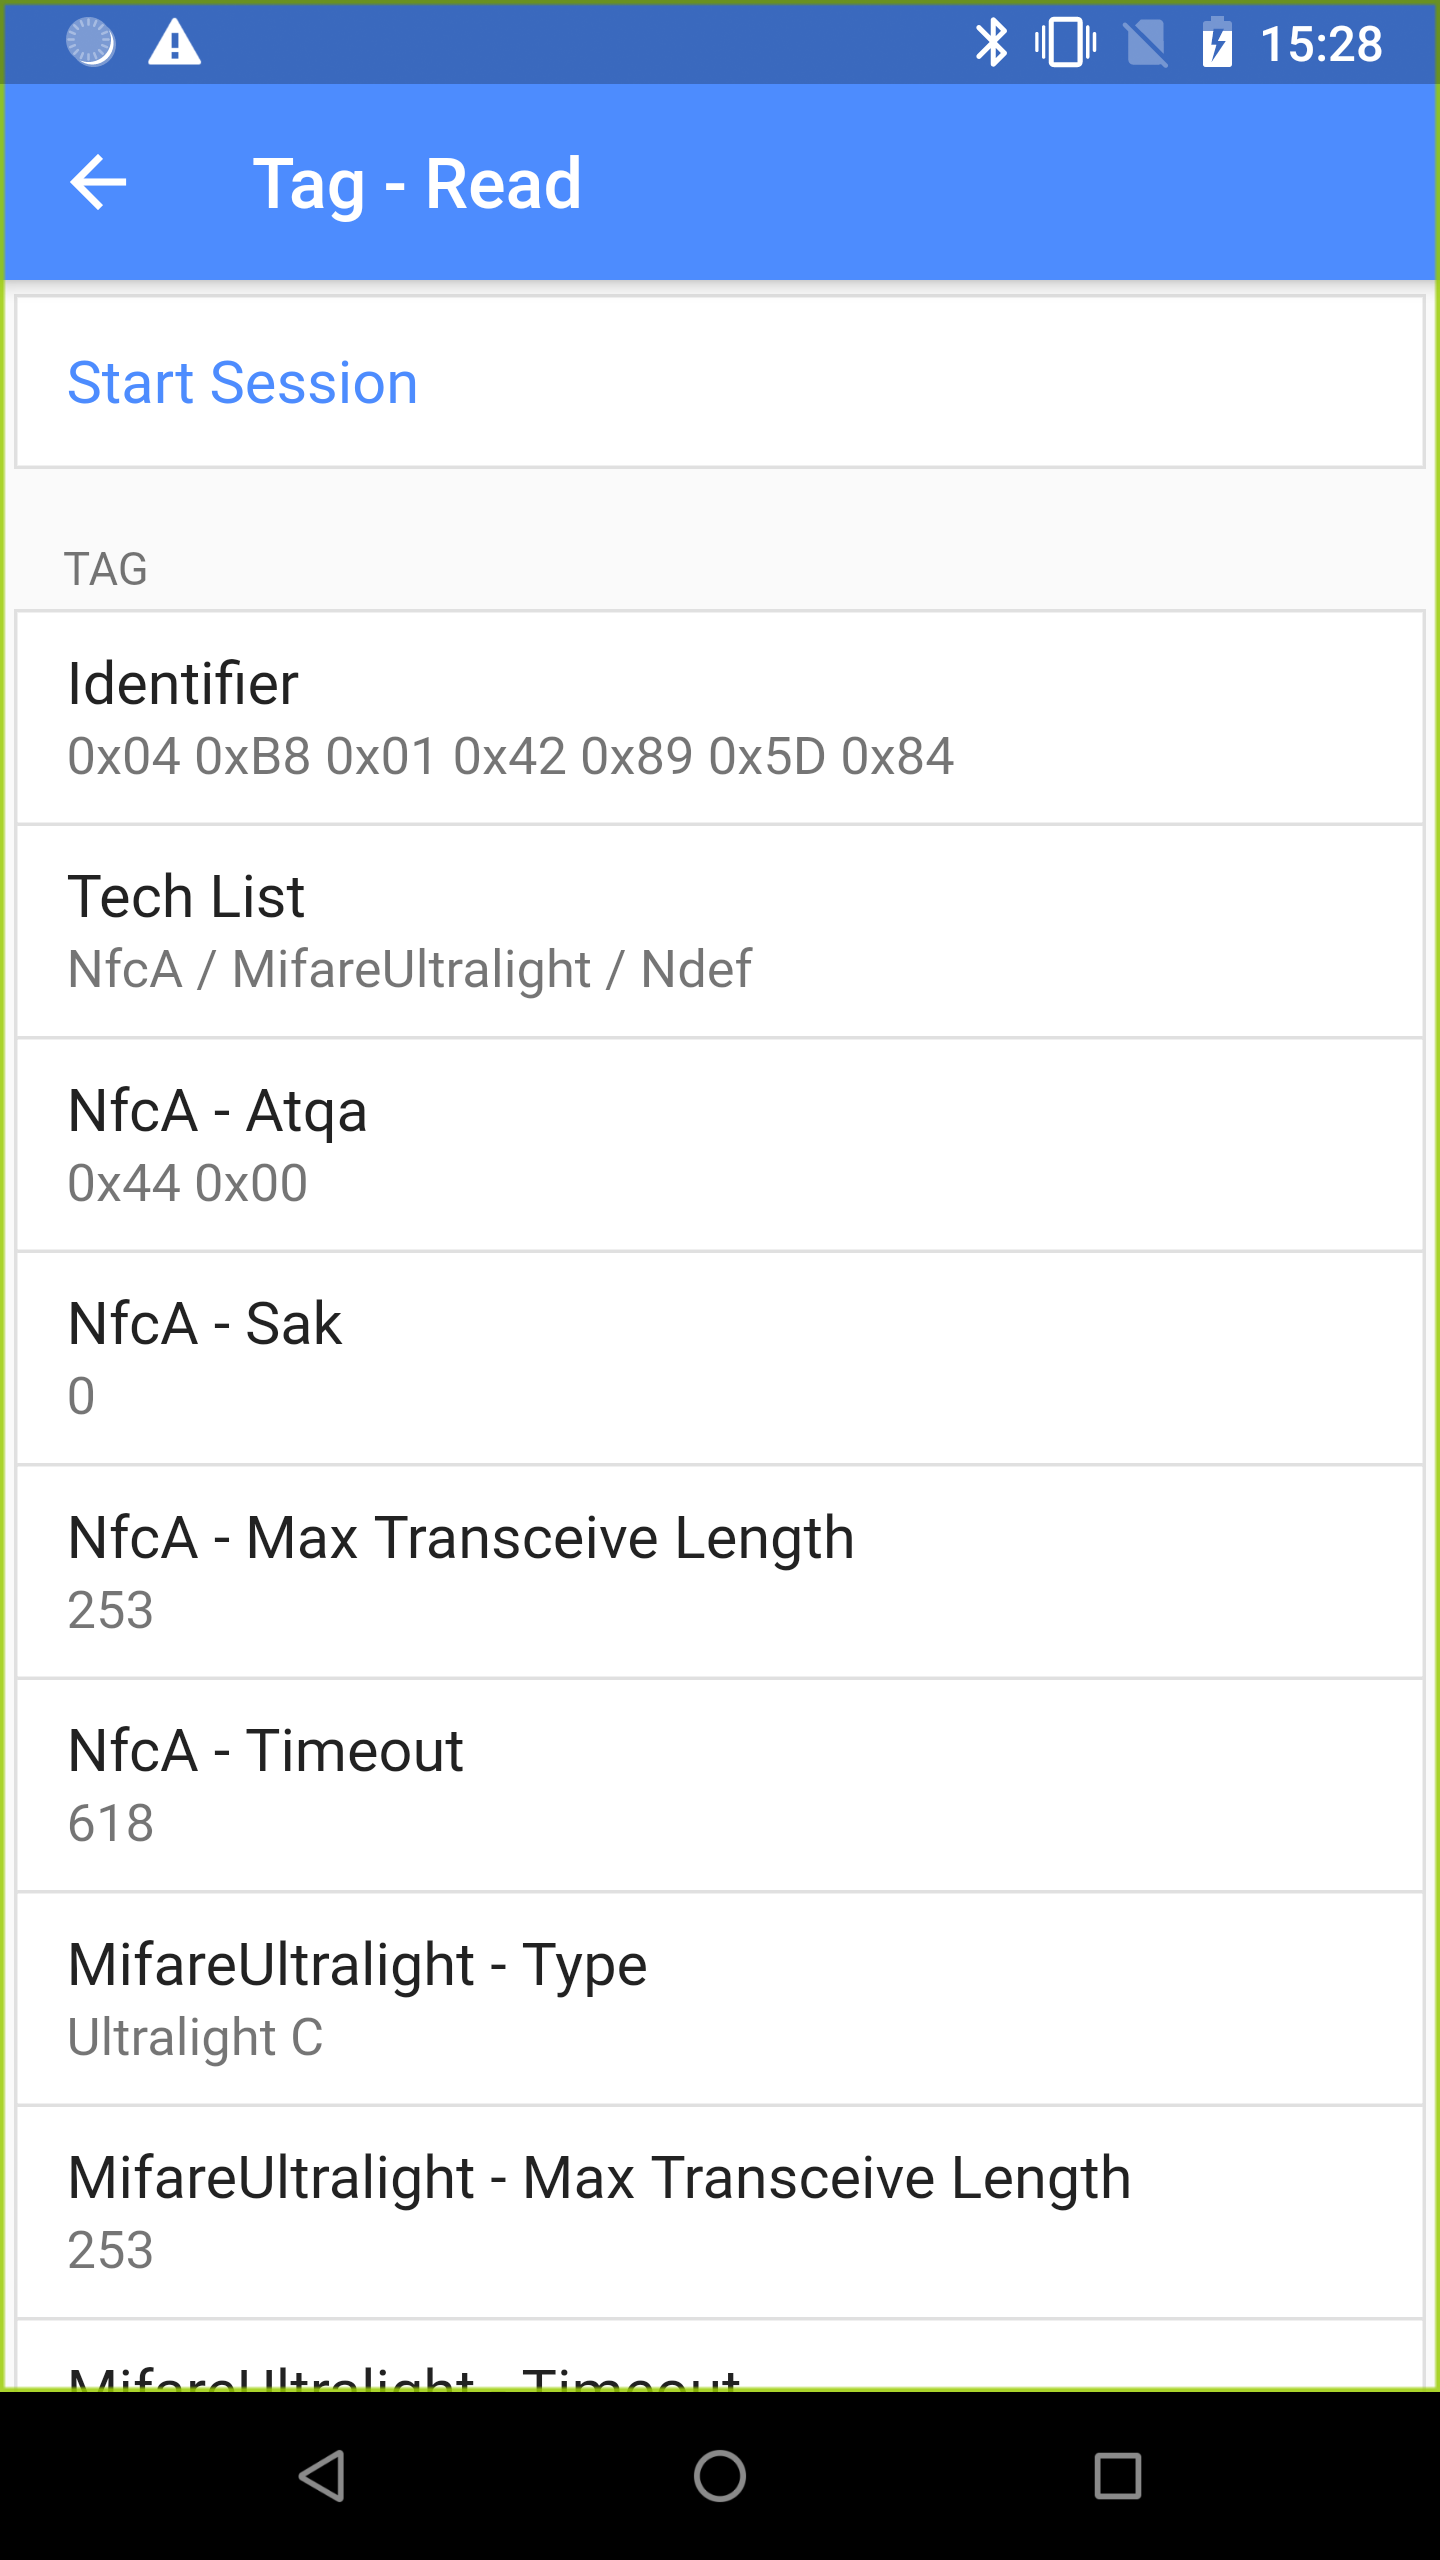 15:28
Tag - Read
Start Session
TAG
Identifier
0x04 0xB8 0x01 0x42 0x89 0x5D 0x84
Tech List
NfcA / MifareUltralight / Ndef
NfcA - Atqa
0x44 0x00
NfcA - Sak
0
NfcA - Max Transceive Length
253
NfcA - Timeout
618
MifareUltralight - Type
Ultralight C
MifareUltralight - Max Transceive Length
253
MifareUltralight - Timeout